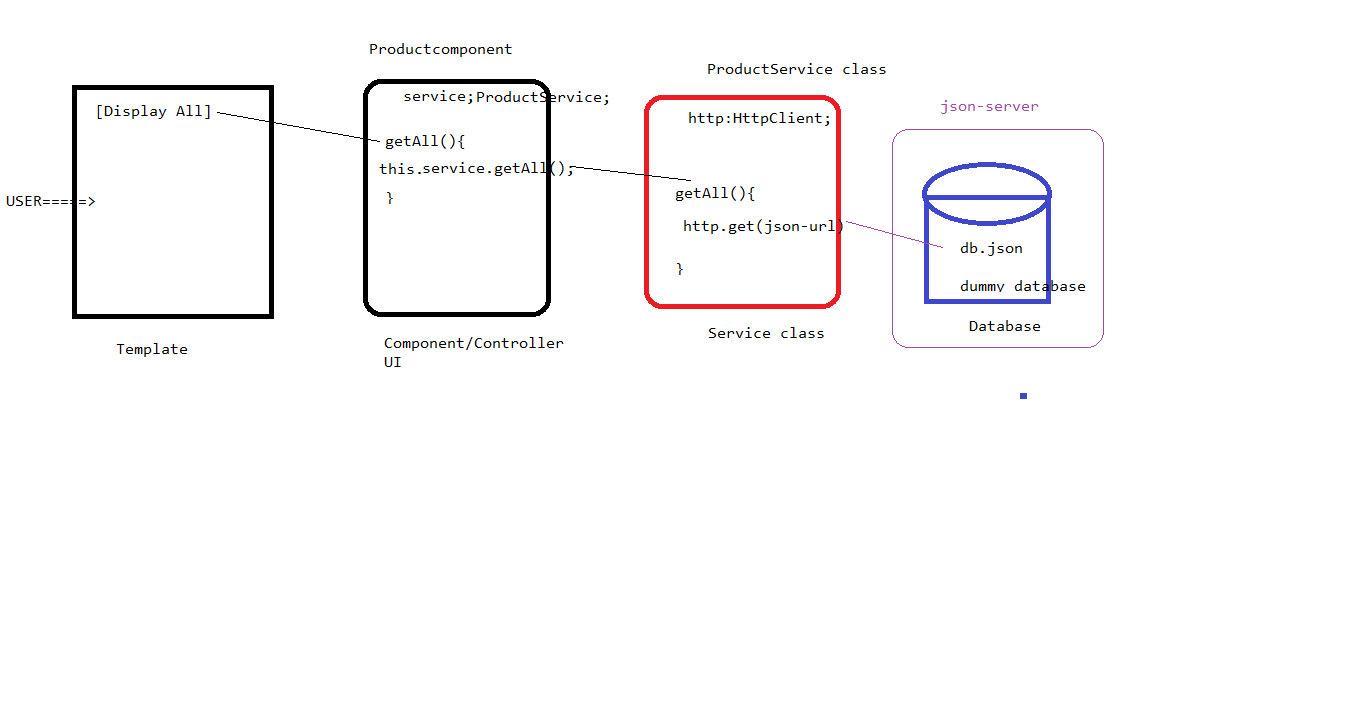 Productcomponent
ProductService class
[Display All]
service;ProductService;
json-server
http:HttpClient;
getAll(){
this.service.getAll();
USER=====>
}
getAll(){
http.get(json-url)
}
db.json
dummy database
Database
Template
Component/Controller
UI
Service class